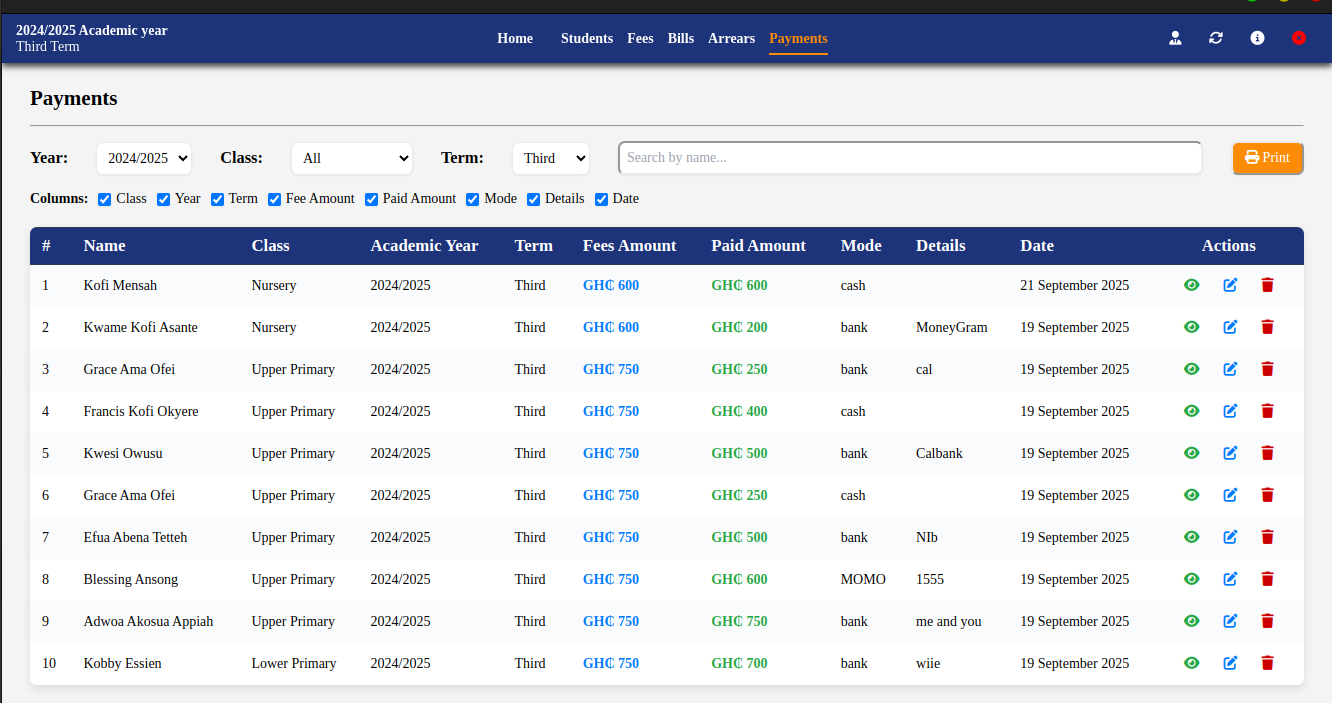 2024/2025 Academic year
Third Term
Home Students Fees Bills Arrears Payments
Payments
Year: 2024/2025 Class: All Term: Third Search by name... Print
Columns: Class Year Term Fee Amount Paid Amount Mode Details Date
# Name Class Academic Year Term Fees Amount Paid Amount Mode Details Date Actions
1 Kofi Mensah Nursery 2024/2025 Third GH₵ 600 GH₵ 600 cash 21 September 2025
2 Kwame Kofi Asante Nursery 2024/2025 Third GH₵ 600 GH₵ 200 bank MoneyGram 19 September 2025
3 Grace Ama Ofei Upper Primary 2024/2025 Third GH₵ 750 GH₵ 250 bank cal 19 September 2025
4 Francis Kofi Okyere Upper Primary 2024/2025 Third GH₵ 750 GH₵ 400 cash 19 September 2025
5 Kwesi Owusu Upper Primary 2024/2025 Third GH₵ 750 GH₵ 500 bank Calbank 19 September 2025
6 Grace Ama Ofei Upper Primary 2024/2025 Third GH₵ 750 GH₵ 250 cash 19 September 2025
7 Efua Abena Tetteh Upper Primary 2024/2025 Third GH₵ 750 GH₵ 500 bank NIb 19 September 2025
8 Blessing Ansong Upper Primary 2024/2025 Third GH₵ 750 GH₵ 600 MOMO 1555 19 September 2025
9 Adwoa Akosua Appiah Upper Primary 2024/2025 Third GH₵ 750 GH₵ 750 bank me and you 19 September 2025
10 Kobby Essien Lower Primary 2024/2025 Third GH₵ 750 GH₵ 700 bank wiie 19 September 2025